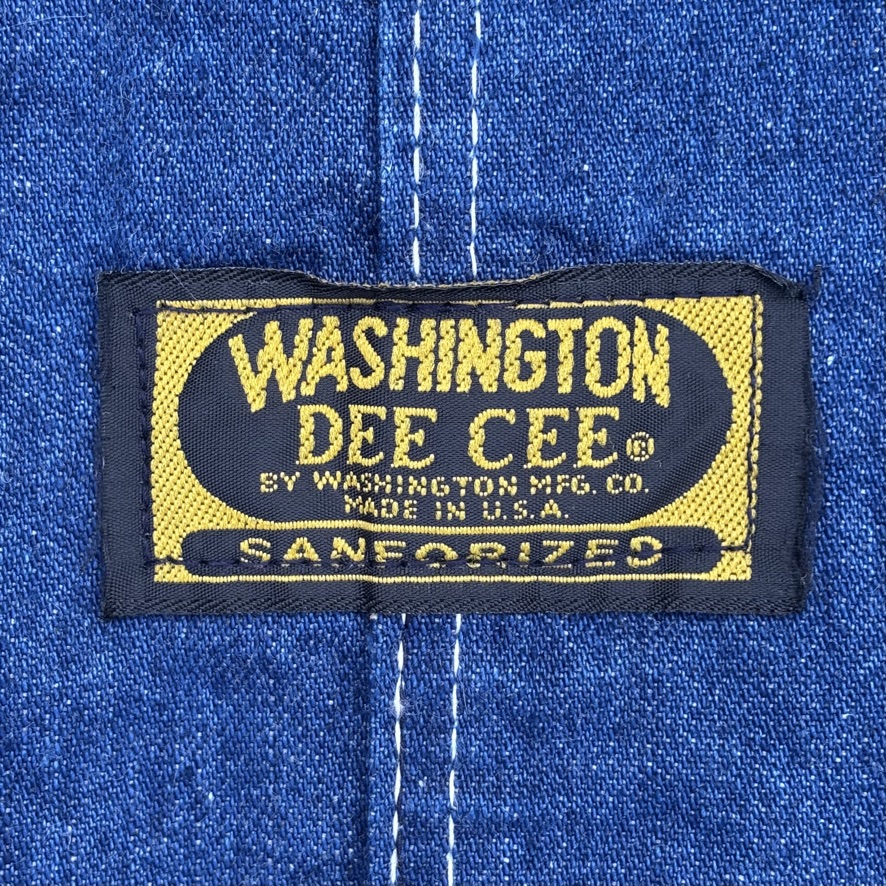 WASHINGTON
DEE CEE®
BY WASHINGTON MFG. CO.
MADE IN U.S.A.
SANFORIZED